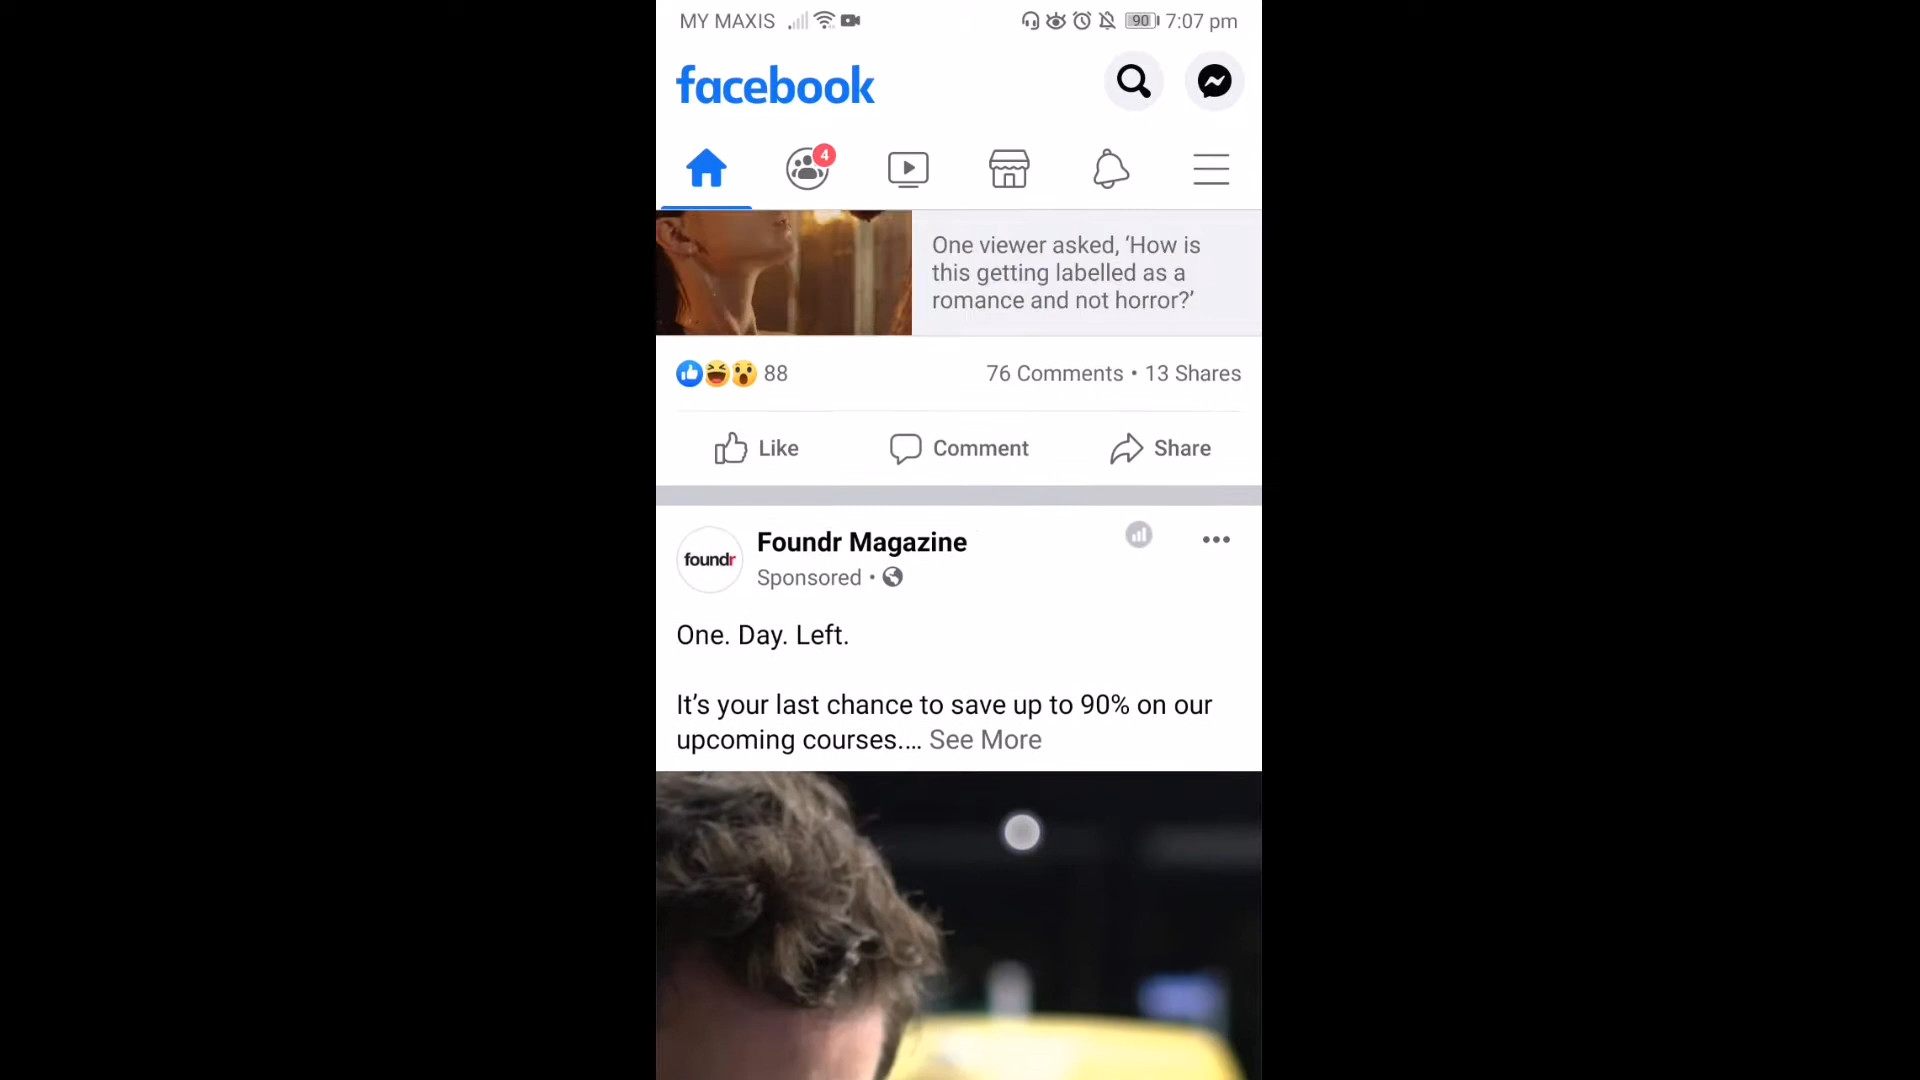 MY MAXIS 90 7:07 pm
facebook
4
One viewer asked, ‘How is
this getting labelled as a
romance and not horror?’
88 76 Comments • 13 Shares
Like Comment Share
foundr Foundr Magazine
Sponsored •
One. Day. Left.
It’s your last chance to save up to 90% on our
upcoming courses.... See More